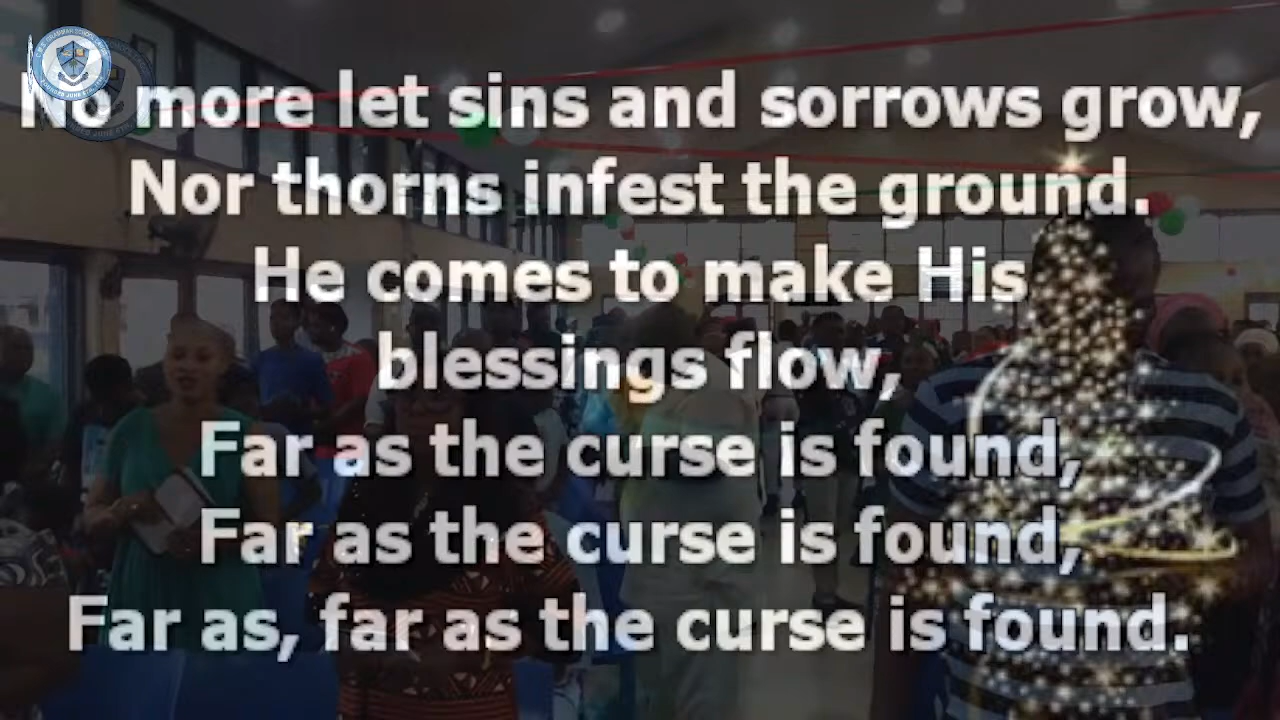 No more let sins and sorrows grow,
Nor thorns infest the ground.
He comes to make His
blessings flow,
Far as the curse is found,
Far as the curse is found,
Far as, far as the curse is found.